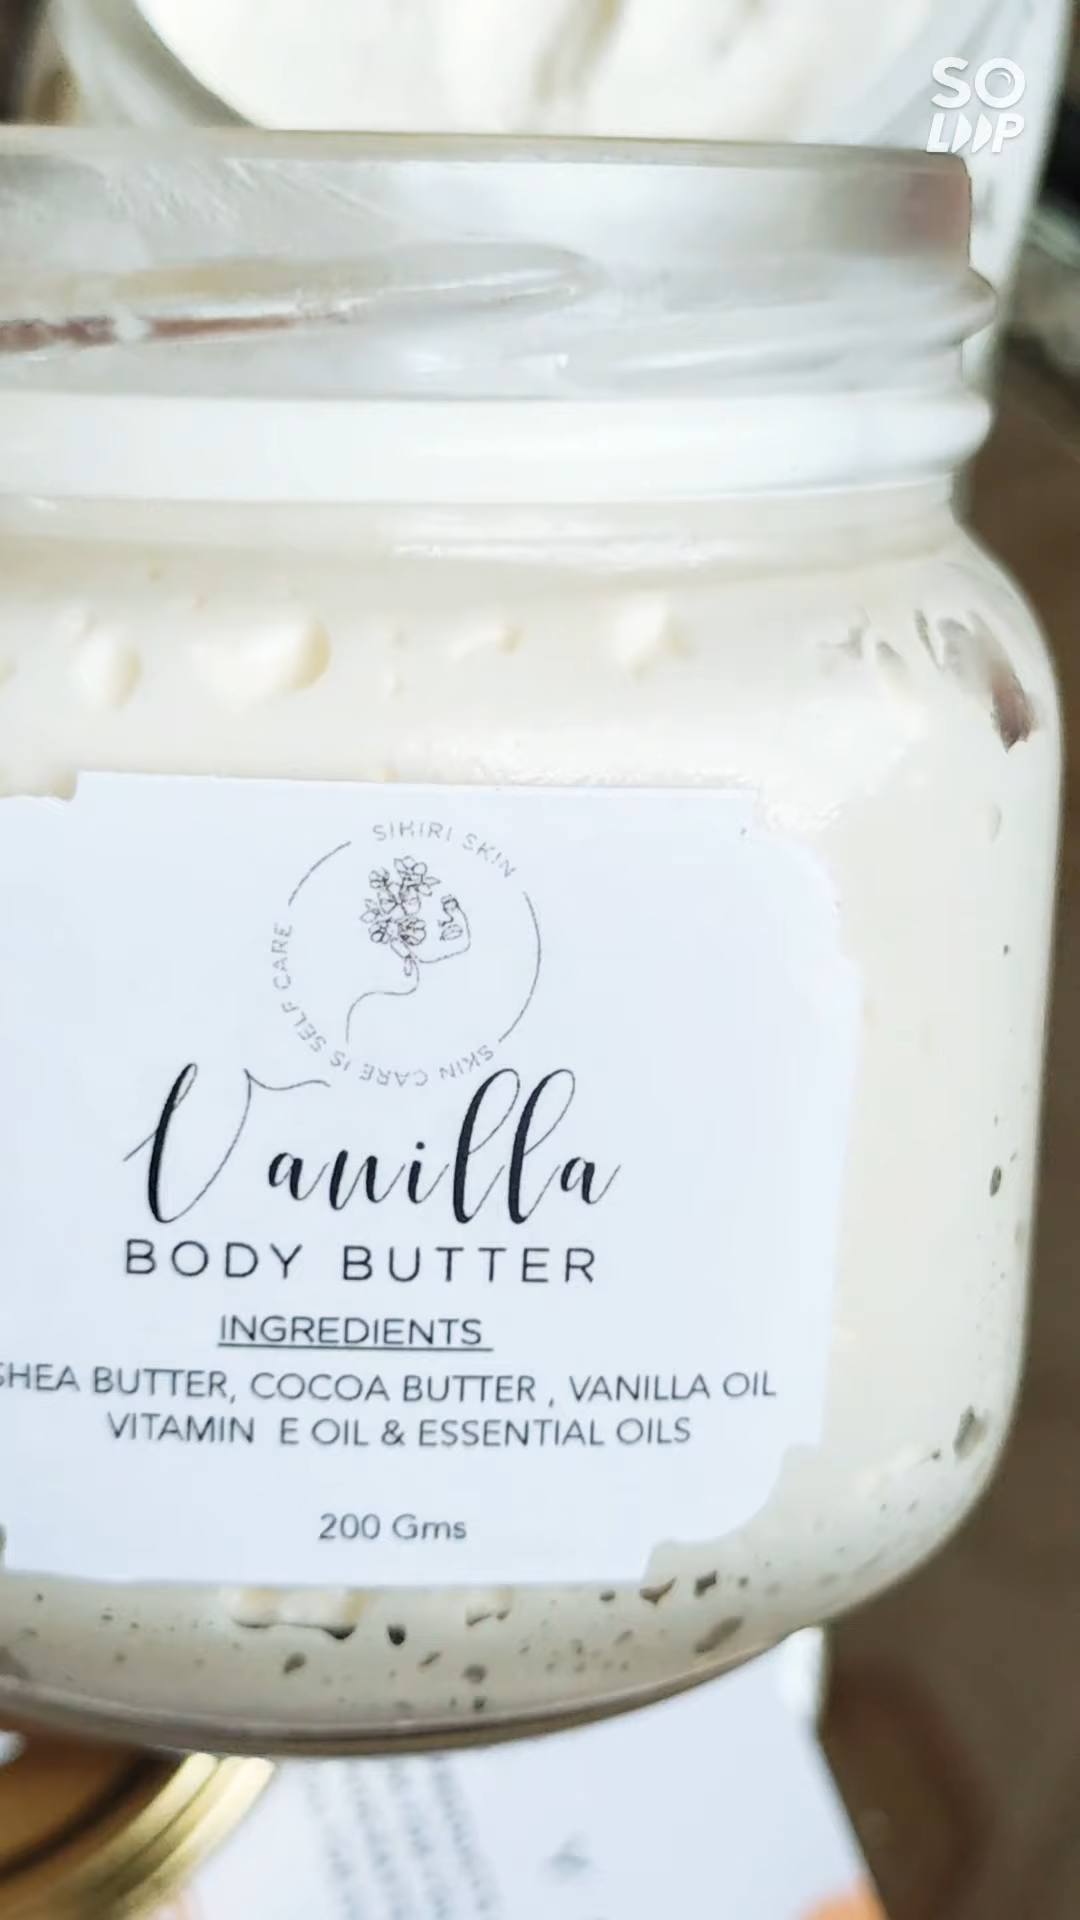 SO
LOOP
SIKIRI SKIN
SKIN CARE IS SELF CARE
Vanilla
BODY BUTTER
INGREDIENTS
SHEA BUTTER, COCOA BUTTER , VANILLA OIL
VITAMIN E OIL & ESSENTIAL OILS
200 Gms